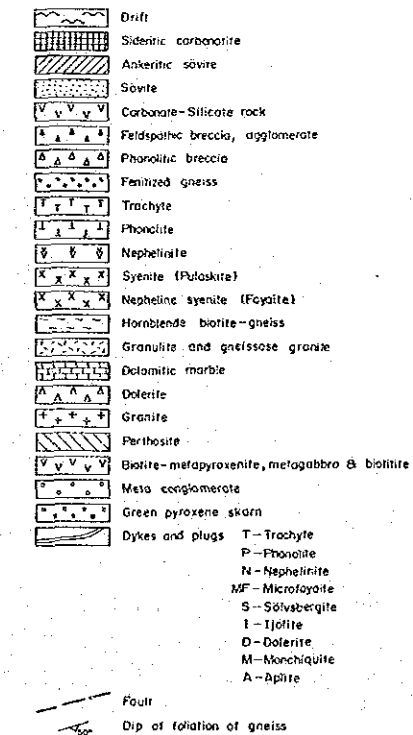 Drift
Sideritic carbonatite
Ankeritic sövite
Sövite
Carbonate-Silicate rock
Feldspathic breccia, agglomerate
Phonolitic breccia
Fenitized gneiss
Trachyte
Phonolite
Nephelinite
Syenite (Pulaskite)
Nepheline syenite (Foyaite)
Hornblende biotite-gneiss
Granulite and gneissose granite
Dolomitic marble
Dolerite
Granite
Perthosite
Biotite-metapyroxenite, metagabbro & biotitite
Meta conglomerate
Green pyroxene skarn
Dykes and plugs T-Trachyte
P-Phonolite
N-Nephelinite
MF-Microfoyaite
S-Sölvsbergite
I-Ijolite
D-Dolerite
M-Monchiquite
A-Aplite
Fault
50° Dip of foliation of gneiss